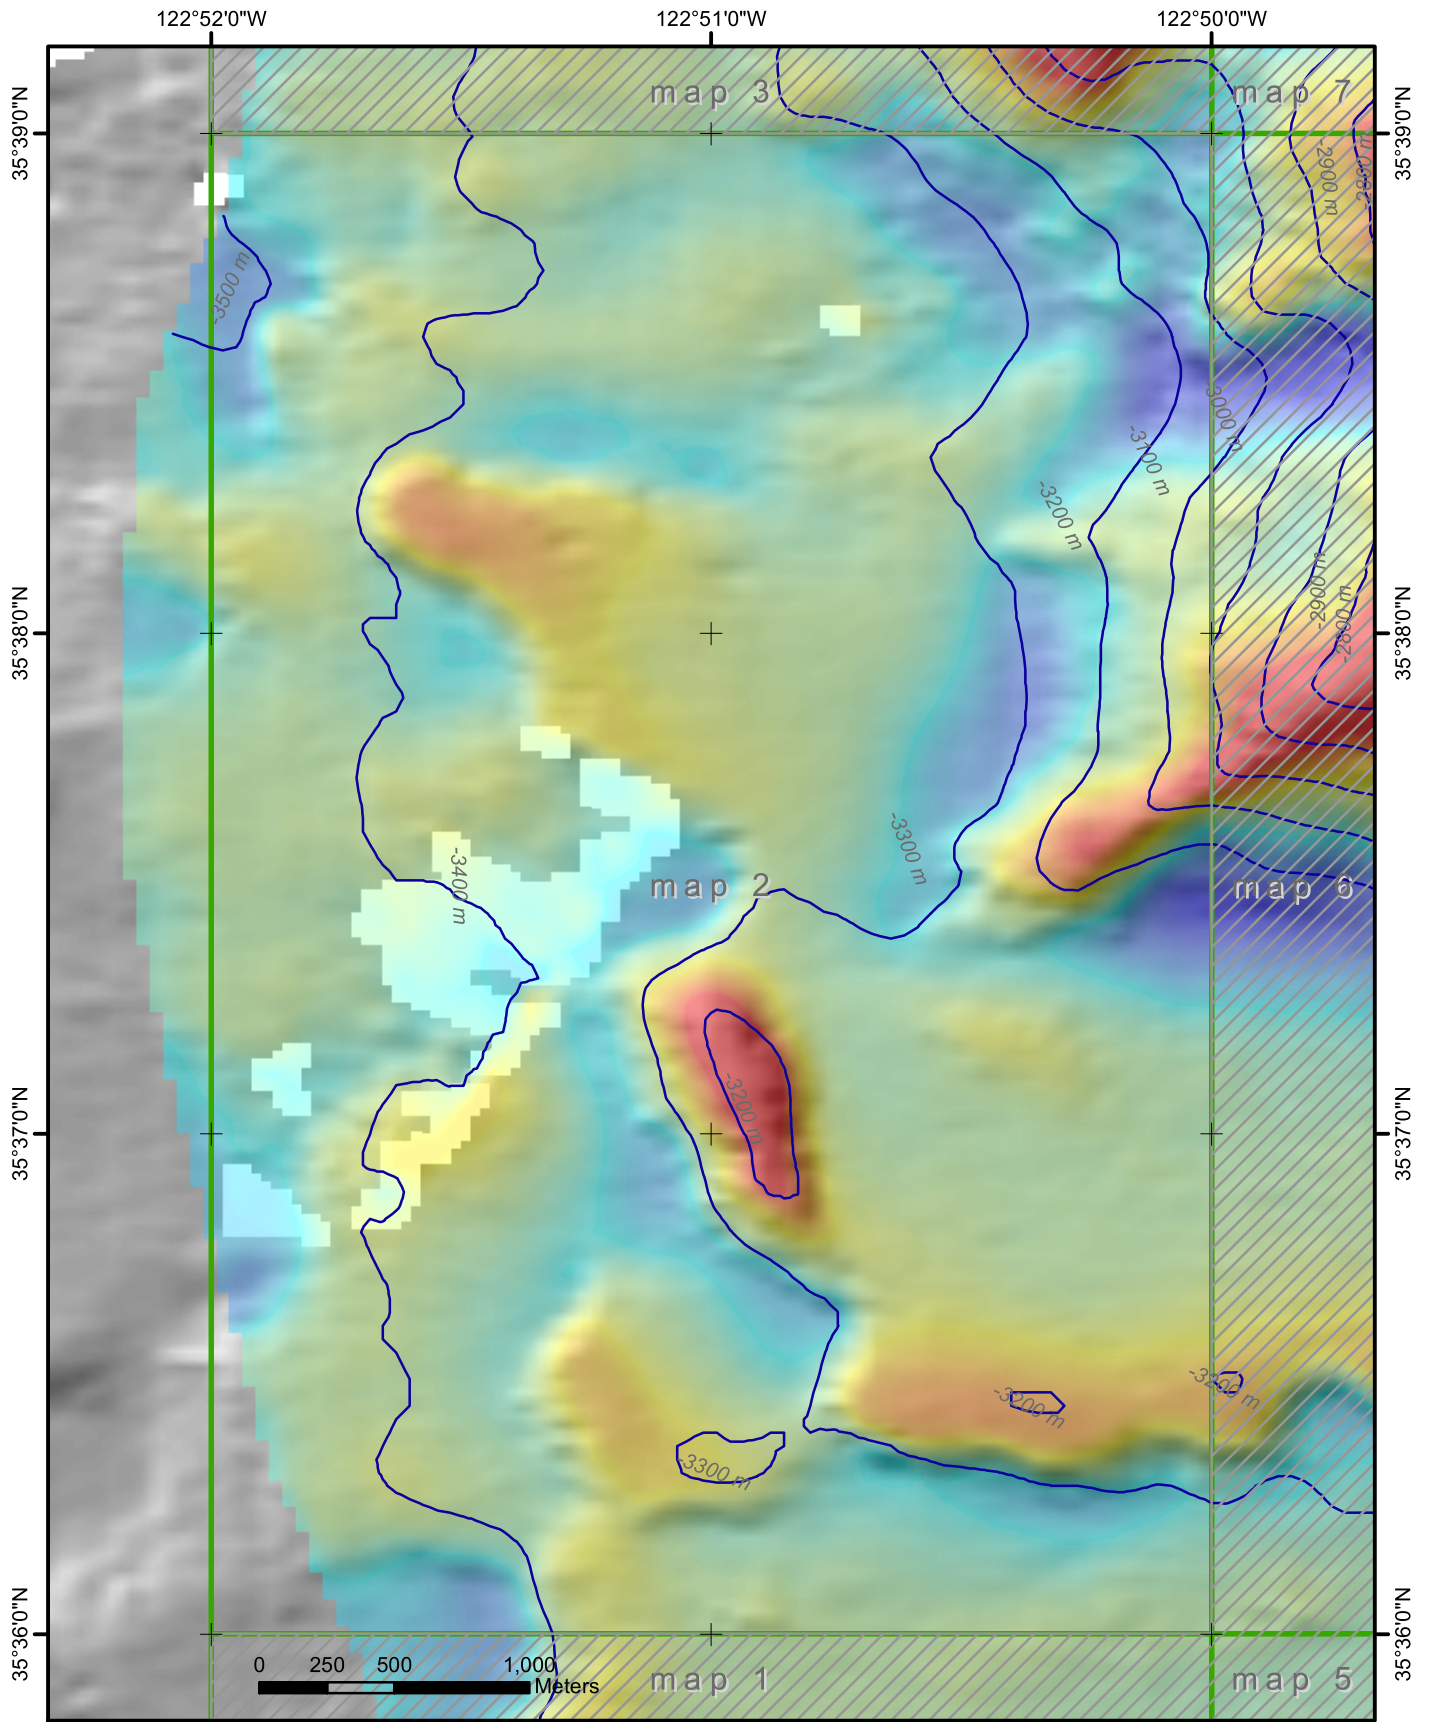 122°52'0"W 122°51'0"W 122°50'0"W
map 3 map 7
35°39'0"N 35°39'0"N
-2900 m -2800 m
-3500 m
-3000 m
-3100 m
-3200 m
-2900 m
-2800 m
35°38'0"N 35°38'0"N
-3300 m
-3400 m
map 2 map 6
-3200 m
35°37'0"N 35°37'0"N
-3200 m
-3200 m
-3300 m
35°36'0"N 35°36'0"N
0 250 500 1,000
Meters
map 1 map 5